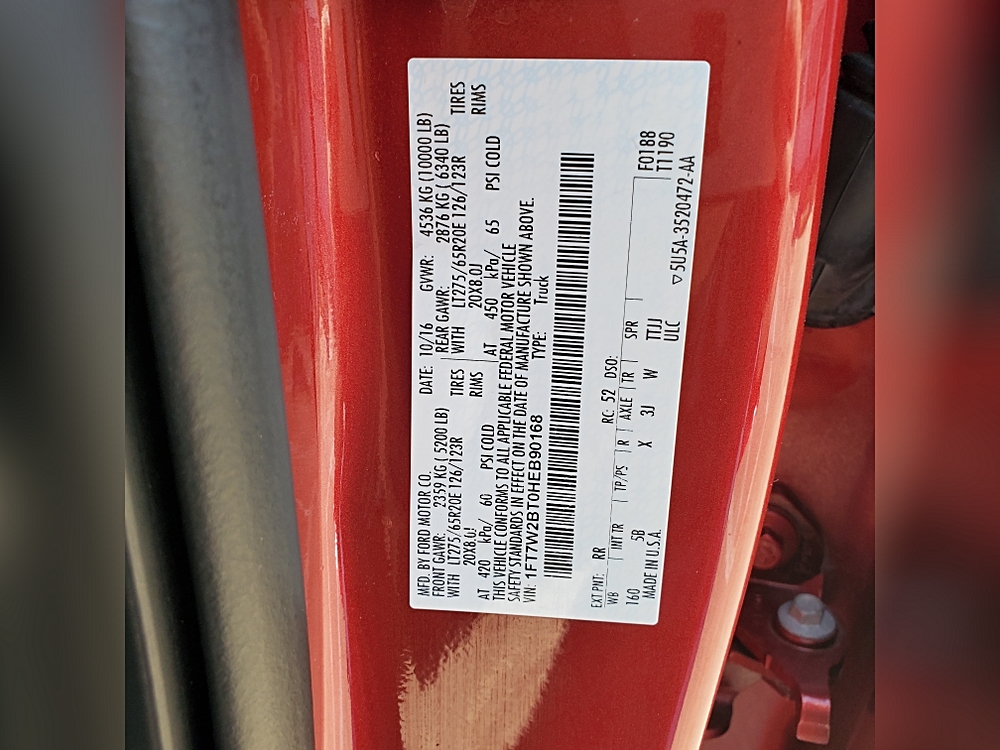 MFD. BY FORD MOTOR CO.
DATE: 10/16 GVWR: 4536 KG (10000 LB)
FRONT GAWR: 2359 KG ( 5200 LB) REAR GAWR: 2876 KG ( 6340 LB)
WITH LT275/65R20E 126/123R TIRES WITH LT275/65R20E 126/123R TIRES
20X8.0J RIMS 20X8.0J RIMS
AT 420 kPa/ 60 PSI COLD AT 450 kPa/ 65 PSI COLD
THIS VEHICLE CONFORMS TO ALL APPLICABLE FEDERAL MOTOR VEHICLE
SAFETY STANDARDS IN EFFECT ON THE DATE OF MANUFACTURE SHOWN ABOVE.
VIN: 1FT7W2BT0HEB90168 TYPE: Truck
EXT PNT: RR RC: 52 DSO:
WB INT TR TP/PS R AXLE TR SPR
160 5B X 3J W TTJJ
MADE IN U.S.A. ULC
F0188
T1190
▽5U5A-3520472-AA